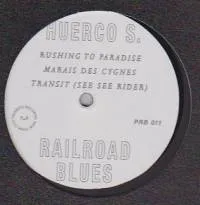 HUERCO S.
RUSHING TO PARADISE
MARAIS DES CYGNES
TRANSIT (SEE SEE RIDER)
PRB 011
RAILROAD
BLUES